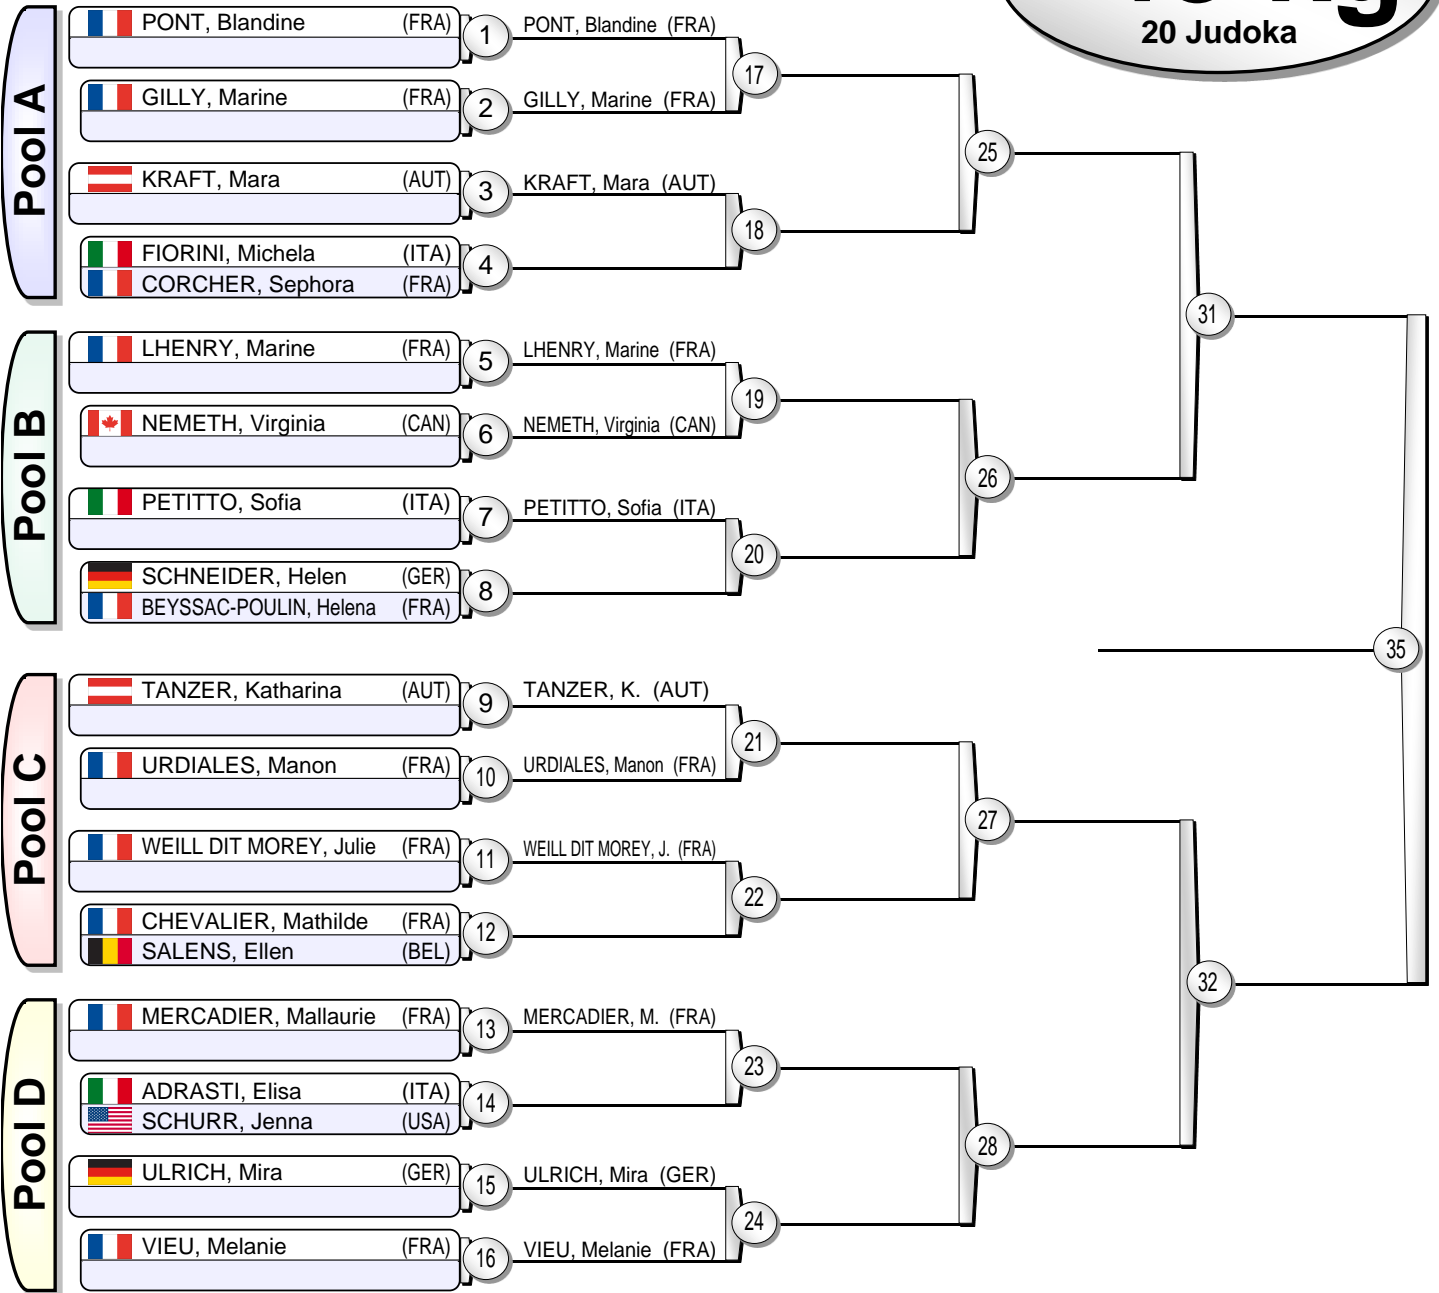 20 Judoka
Pool A
PONT, Blandine (FRA)
1
PONT, Blandine (FRA)
17
GILLY, Marine (FRA)
2
GILLY, Marine (FRA)
25
KRAFT, Mara (AUT)
3
KRAFT, Mara (AUT)
18
FIORINI, Michela (ITA)
CORCHER, Sephora (FRA)
4
31
Pool B
LHENRY, Marine (FRA)
5
LHENRY, Marine (FRA)
19
NEMETH, Virginia (CAN)
6
NEMETH, Virginia (CAN)
26
PETITTO, Sofia (ITA)
7
PETITTO, Sofia (ITA)
20
SCHNEIDER, Helen (GER)
BEYSSAC-POULIN, Helena (FRA)
8
35
Pool C
TANZER, Katharina (AUT)
9
TANZER, K. (AUT)
21
URDIALES, Manon (FRA)
10
URDIALES, Manon (FRA)
27
WEILL DIT MOREY, Julie (FRA)
11
WEILL DIT MOREY, J. (FRA)
22
CHEVALIER, Mathilde (FRA)
SALENS, Ellen (BEL)
12
32
Pool D
MERCADIER, Mallaurie (FRA)
13
MERCADIER, M. (FRA)
23
ADRASTI, Elisa (ITA)
SCHURR, Jenna (USA)
14
28
ULRICH, Mira (GER)
15
ULRICH, Mira (GER)
24
VIEU, Melanie (FRA)
16
VIEU, Melanie (FRA)